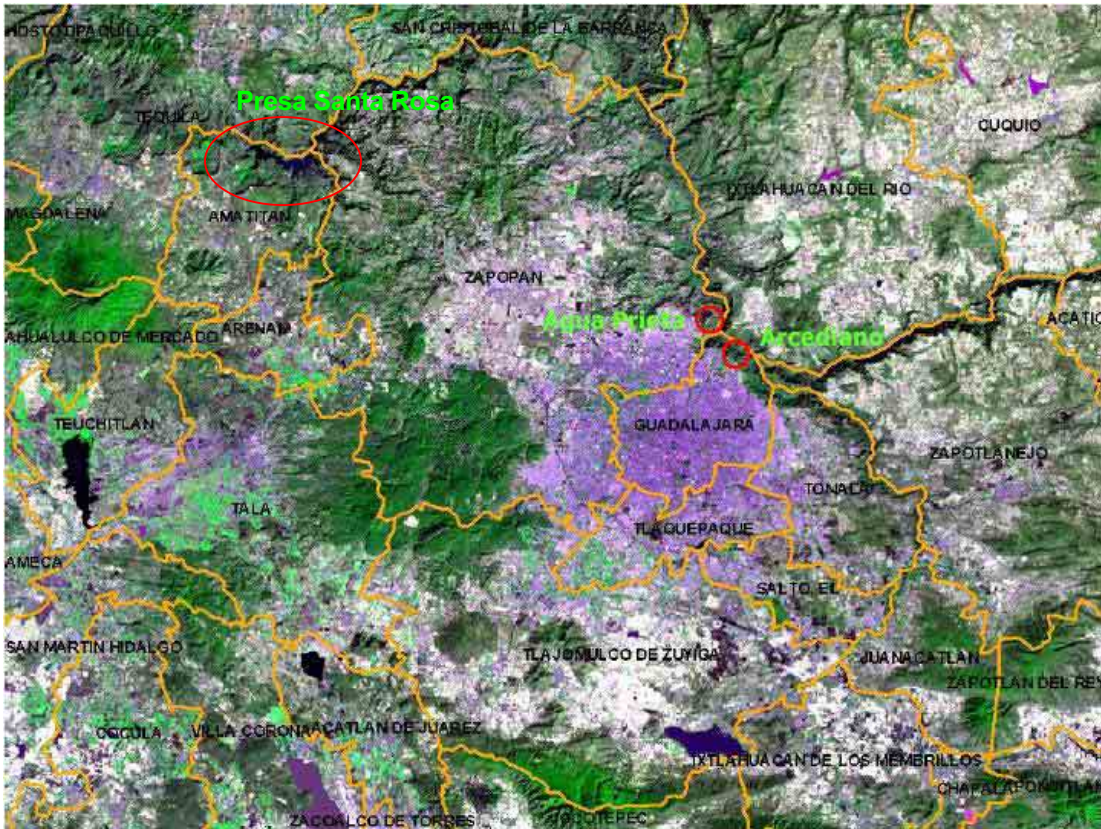 HOSTOTIPAQUILLO
SAN CRISTOBAL DE LA BARRANCA
Presa Santa Rosa
TEQUILA
CUQUIO
IXTLAHUACAN DEL RIO
MAGDALENA
AMATITAN
ZAPOPAN
Agua Prieta
Arcediano
ACATIC
AHUALULCO DE MERCADO
ARENAL
TEUCHITLAN
GUADALAJARA
ZAPOTLANEJO
TONALA
TALA
TLAQUEPAQUE
AMECA
SALTO, EL
SAN MARTIN HIDALGO
TLAJOMULCO DE ZUYIGA
JUANACATLAN
ZAPOTLAN DEL REY
COCULA
VILLA CORONA
ACATLAN DE JUAREZ
IXTLAHUACAN DE LOS MEMBRILLOS
CHAPALA
PONCITLAN
ZACOALCO DE TORRES
JOCOTEPEC